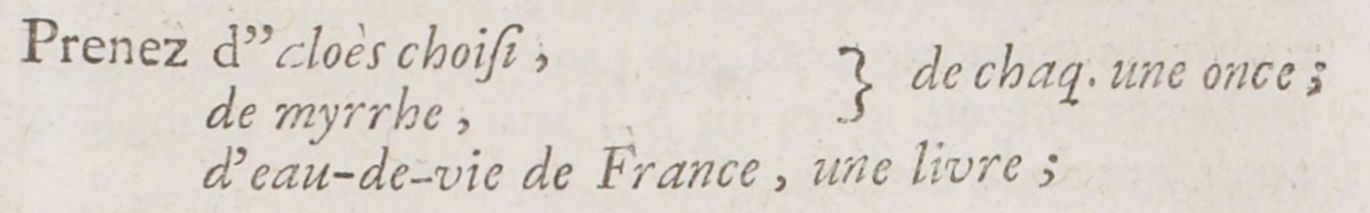 Prenez d”cloès choiſi , } de chaq. une once ;
de myrrhe ,
d’eau-de-vie de France , une livre ;